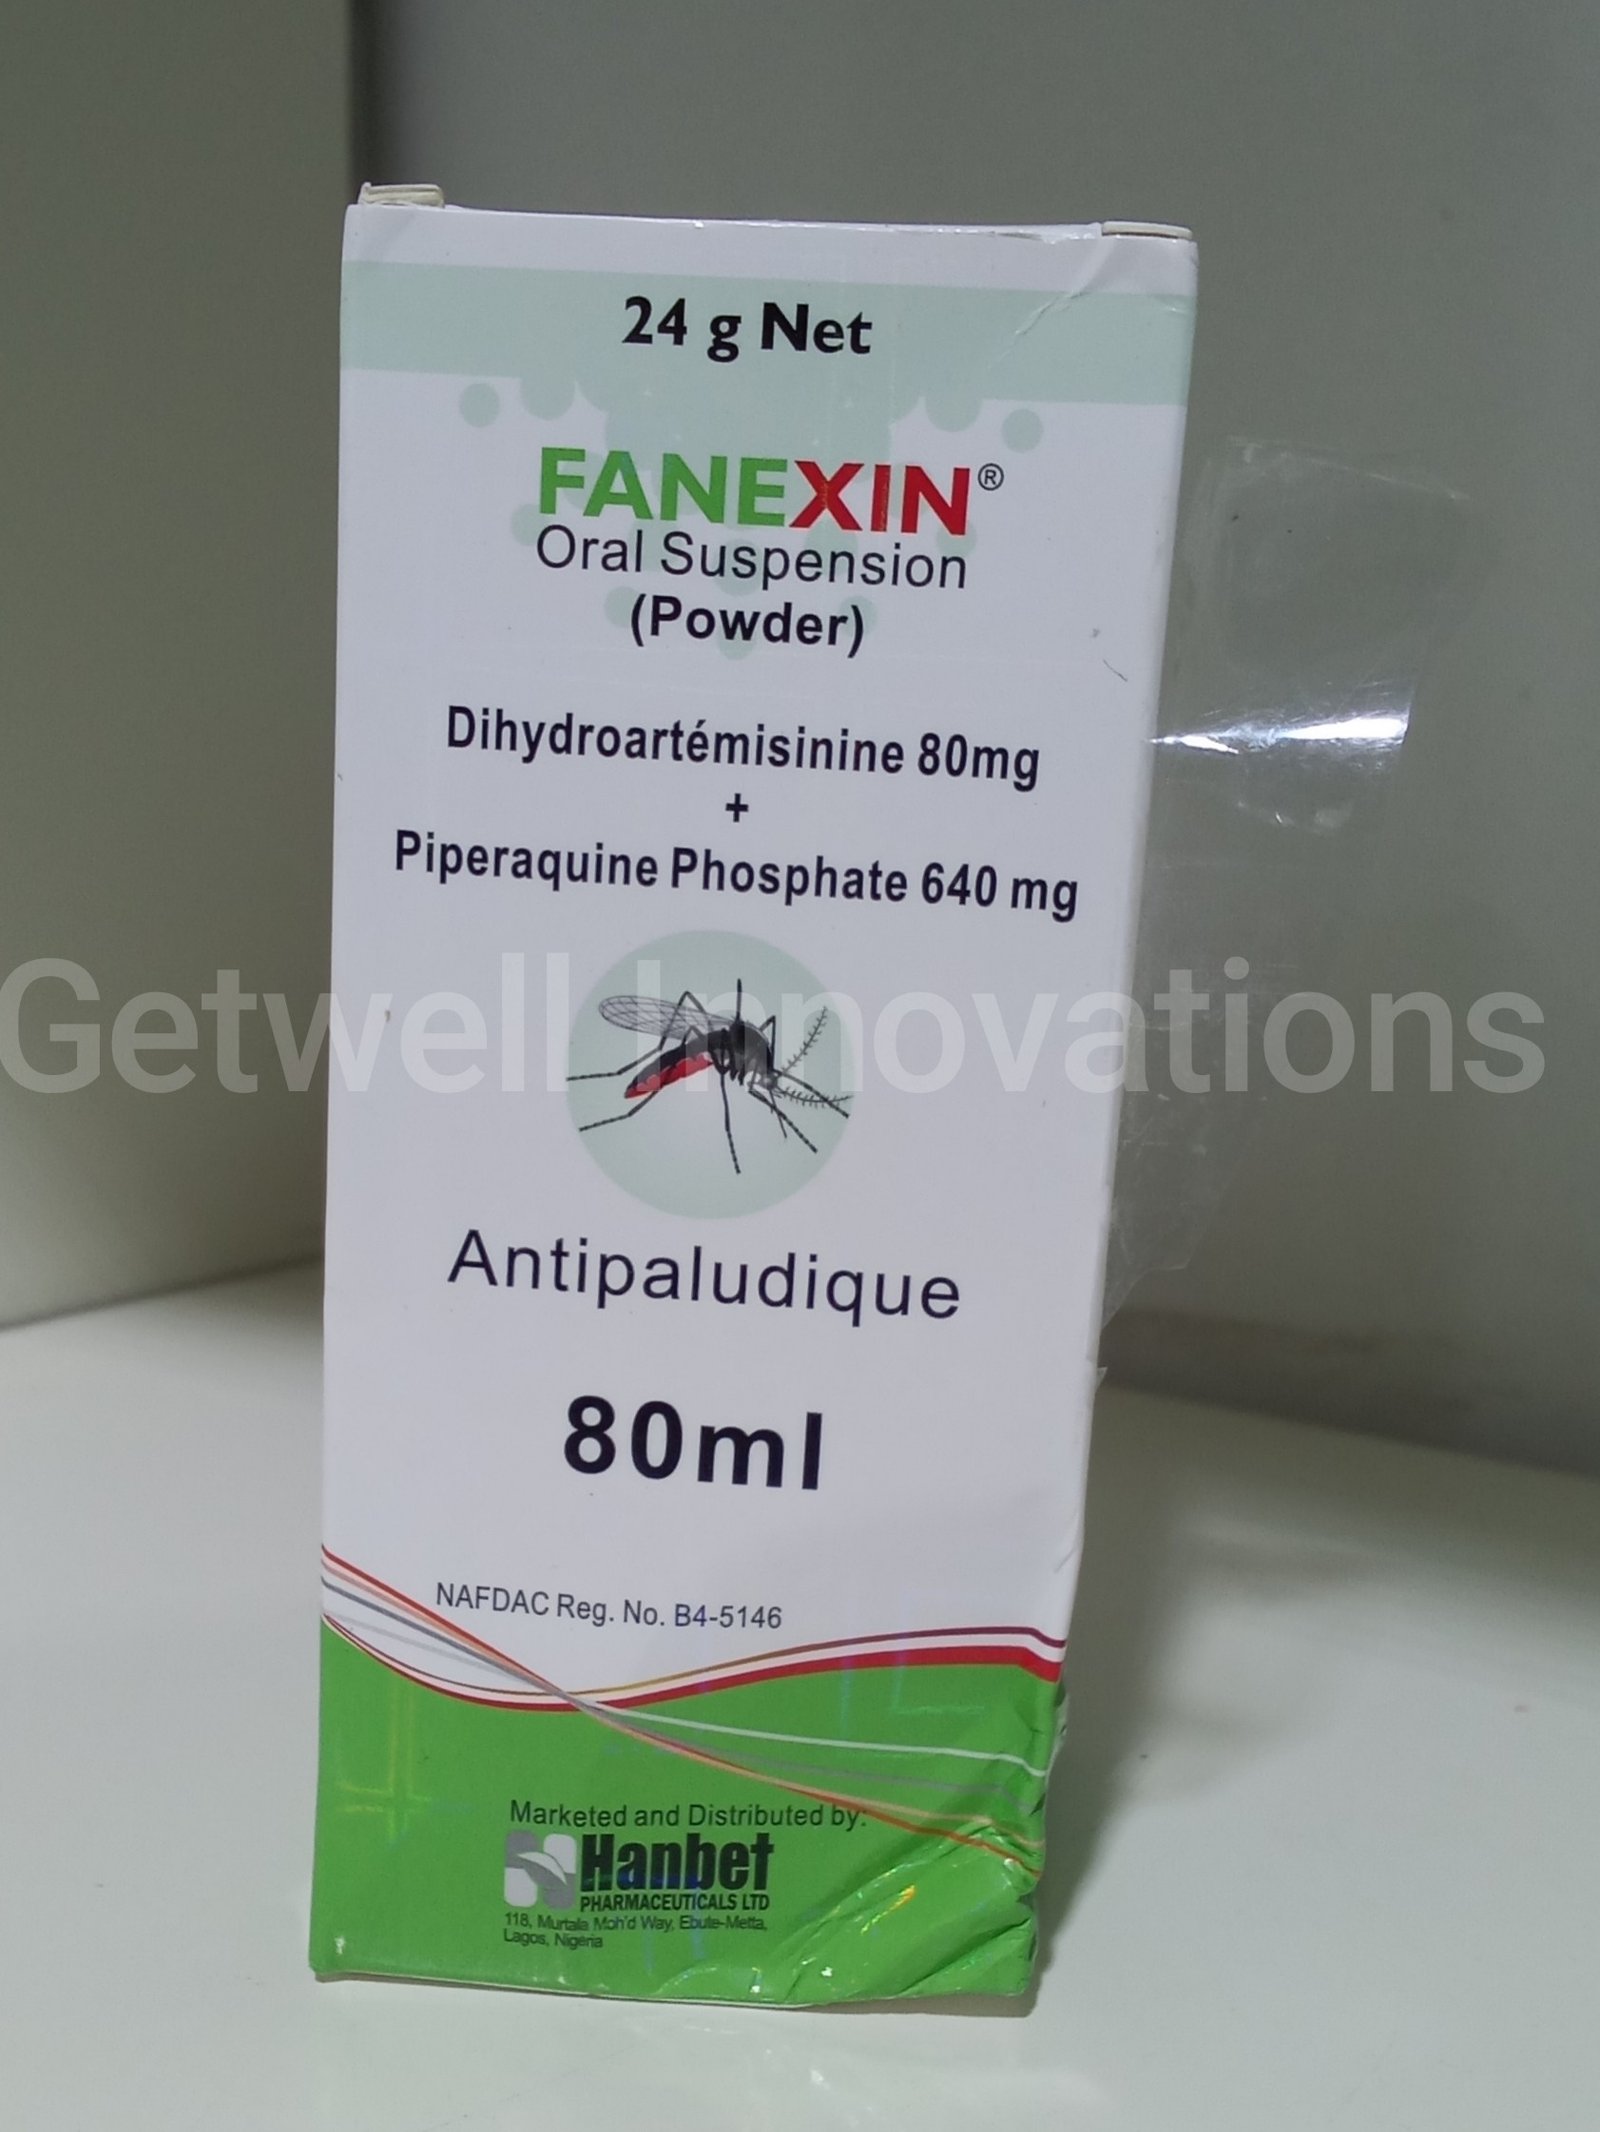 24 g Net
FANEXIN®
Oral Suspension
(Powder)
Dihydroartémisinine 80mg
+
Piperaquine Phosphate 640 mg
Getwell Innovations
Antipaludique
80ml
NAFDAC Reg. No. B4-5146
Marketed and Distributed by:
Hanbet
PHARMACEUTICALS LTD
118, Murtala Moh'd Way, Ebute-Metta,
Lagos, Nigeria